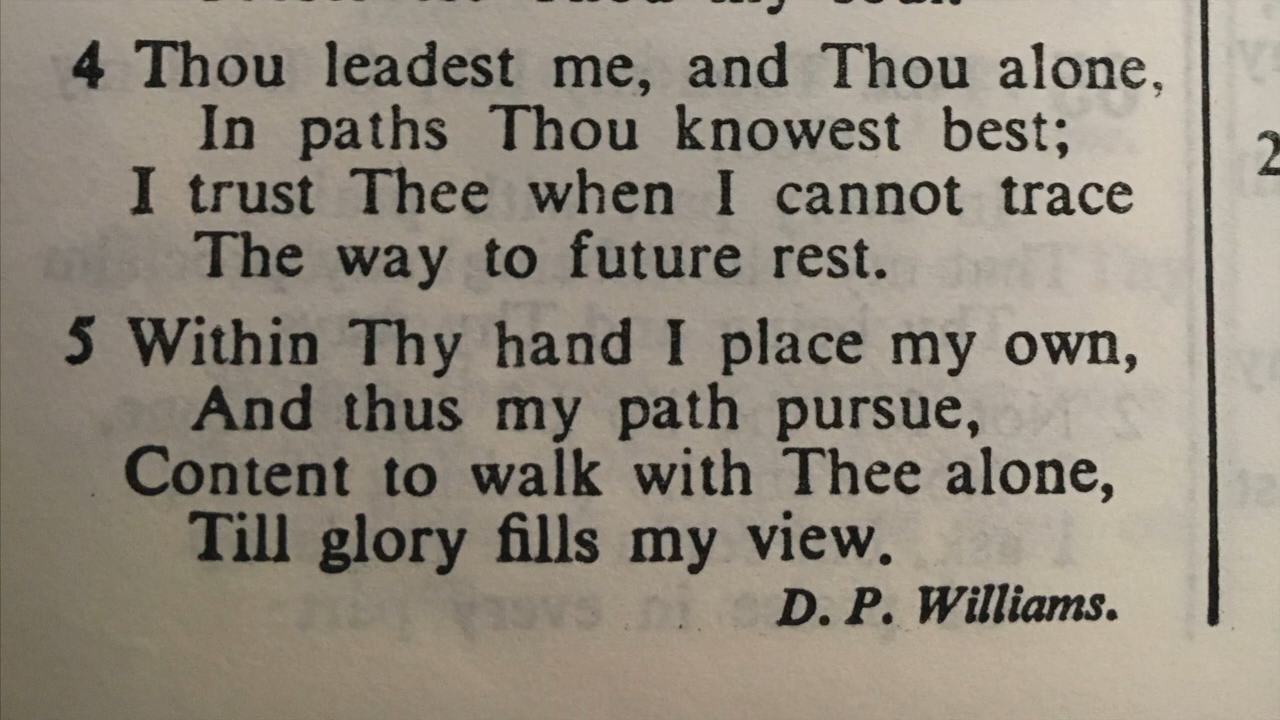 4 Thou leadest me, and Thou alone,
In paths Thou knowest best;
I trust Thee when I cannot trace
The way to future rest.
5 Within Thy hand I place my own,
And thus my path pursue,
Content to walk with Thee alone,
Till glory fills my view.
D. P. Williams.
2